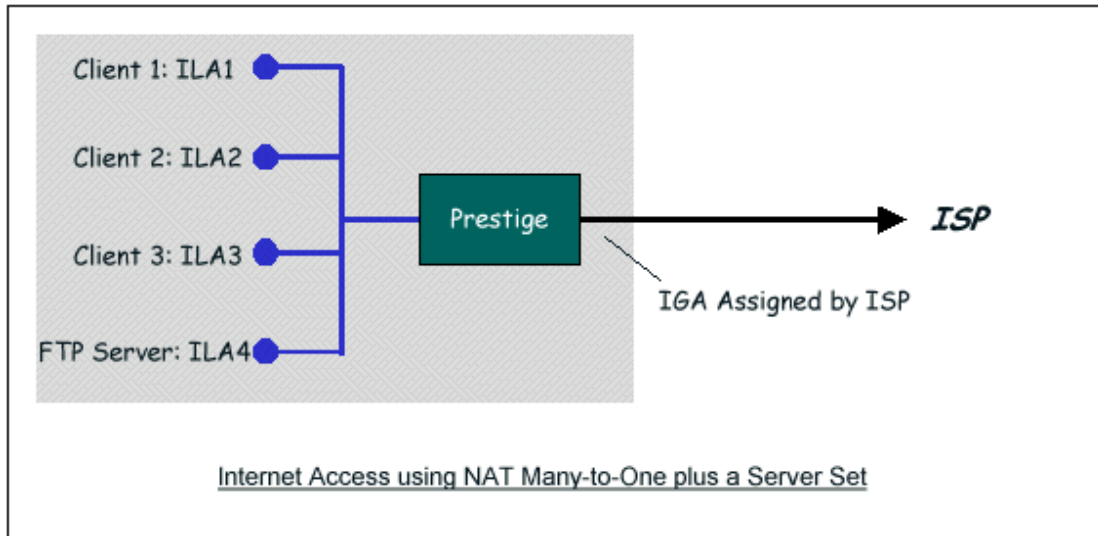 Client 1: ILA1
Client 2: ILA2
Client 3: ILA3
FTP Server: ILA4
Prestige
ISP
IGA Assigned by ISP
Internet Access using NAT Many-to-One plus a Server Set